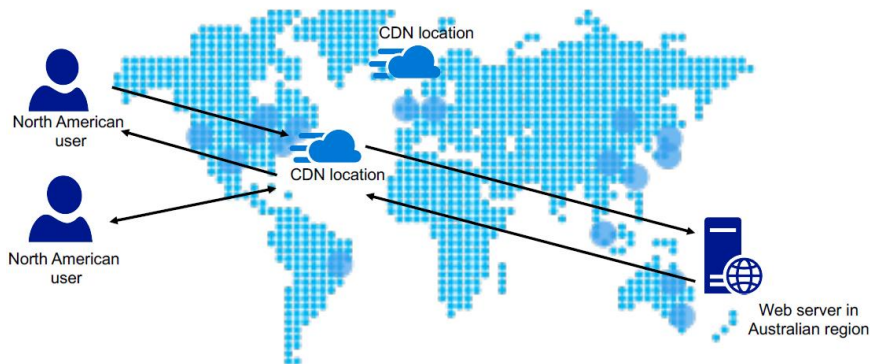 CDN location
North American
user
CDN location
North American
user
Web server in
Australian region